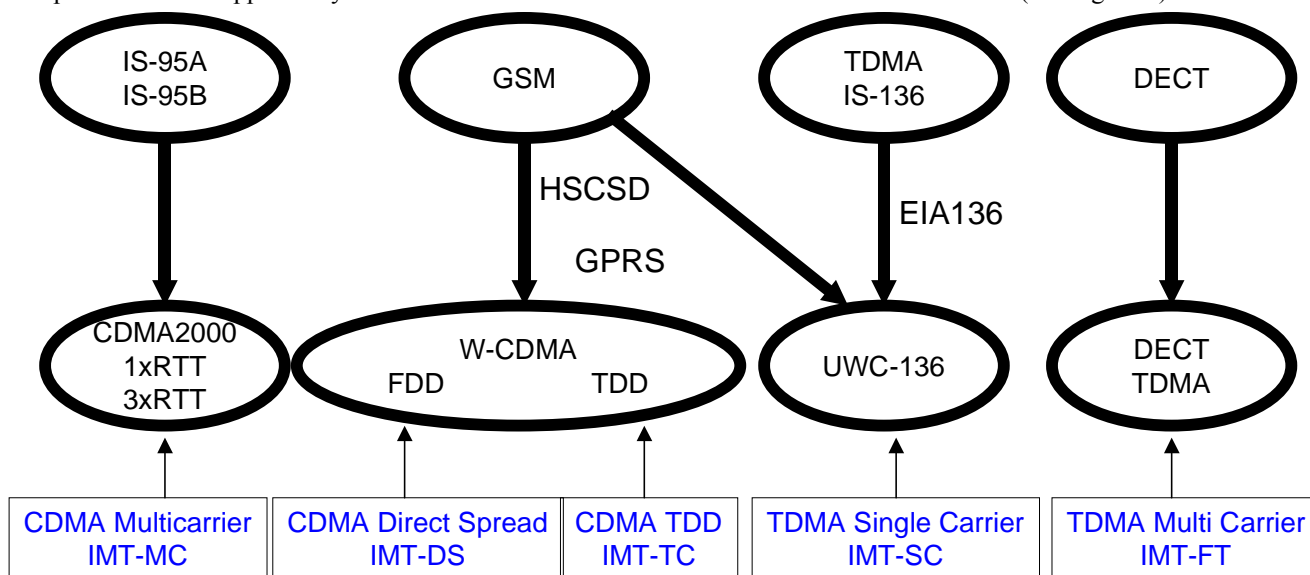 IS-95A
IS-95B
GSM
TDMA
IS-136
DECT
HSCSD
EIA136
GPRS
CDMA2000
1xRTT
3xRTT
W-CDMA
FDD TDD
UWC-136
DECT
TDMA
CDMA Multicarrier
IMT-MC
CDMA Direct Spread
IMT-DS
CDMA TDD
IMT-TC
TDMA Single Carrier
IMT-SC
TDMA Multi Carrier
IMT-FT